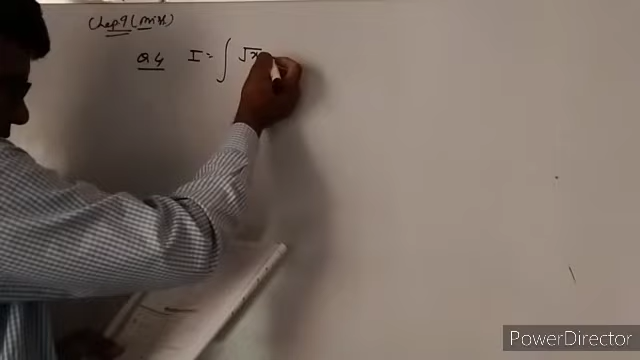 Chap 9 (Misc)
Q.4 I = ∫ √x
PowerDirector